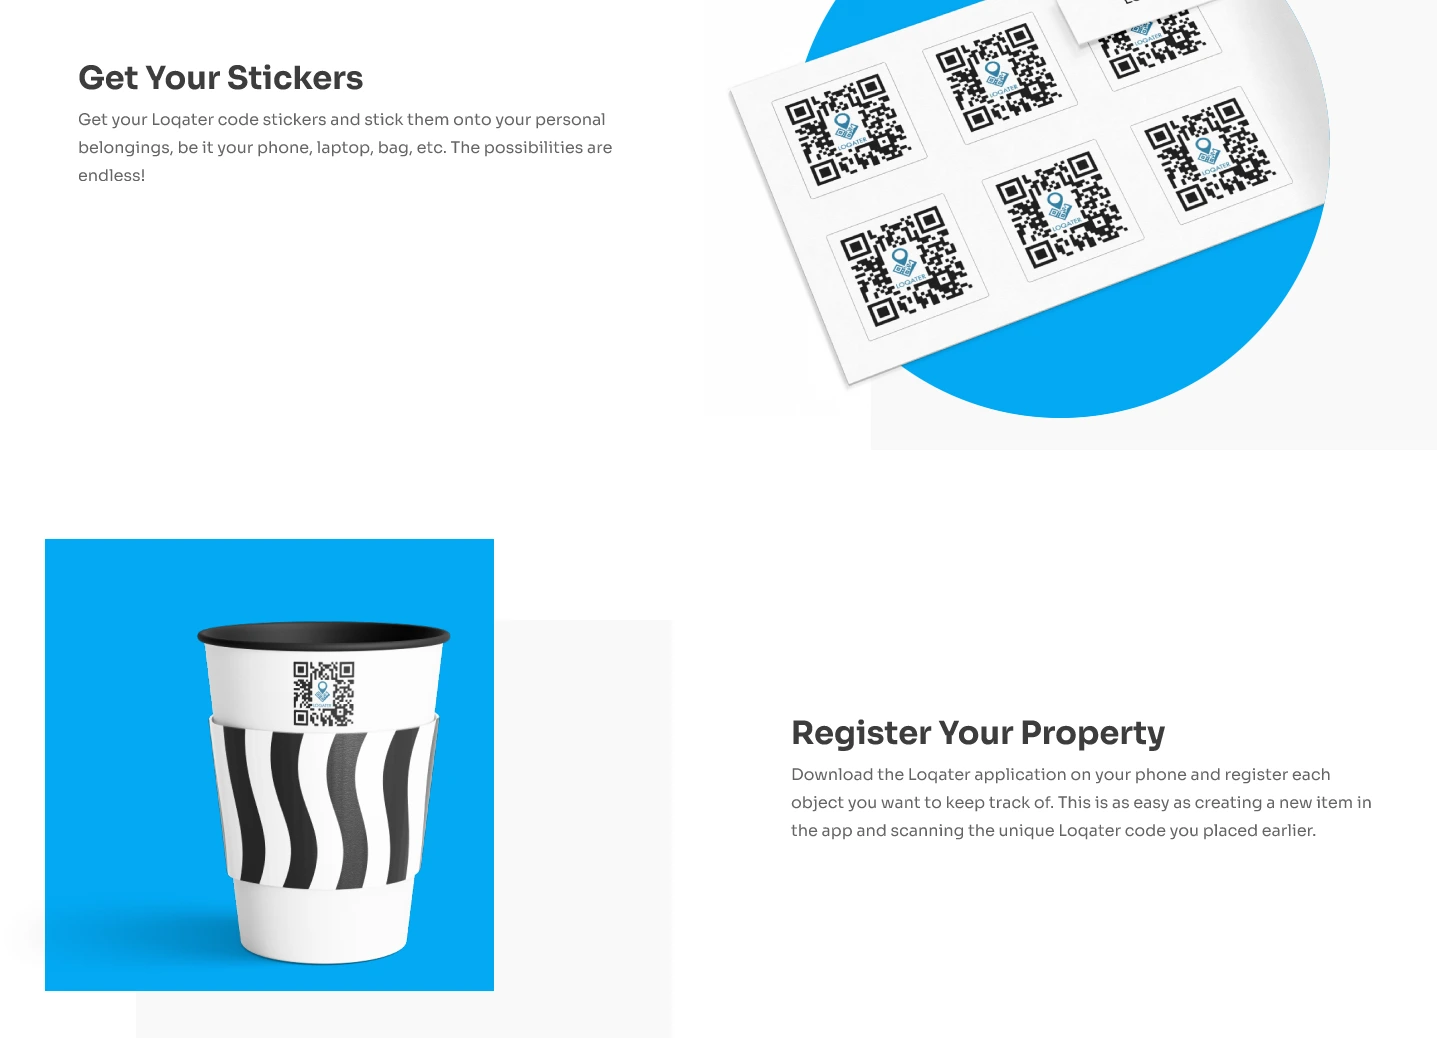 Get Your Stickers
Get your Loqater code stickers and stick them onto your personal
belongings, be it your phone, laptop, bag, etc. The possibilities are
endless!
LOQATER
LOQATER
LOQATER
LOQATER
LOQATER
LOQATER
LOQATER
Register Your Property
Download the Loqater application on your phone and register each
object you want to keep track of. This is as easy as creating a new item in
the app and scanning the unique Loqater code you placed earlier.